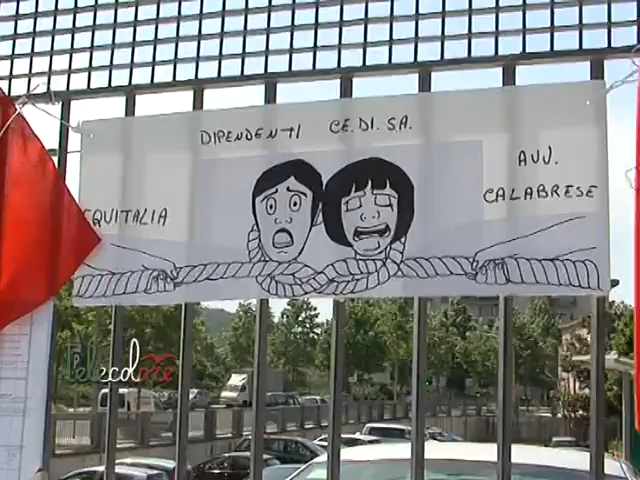 DIPENDENTI CE.DI.SA.
AVV.
CALABRESE
EQUITALIA
telecolore